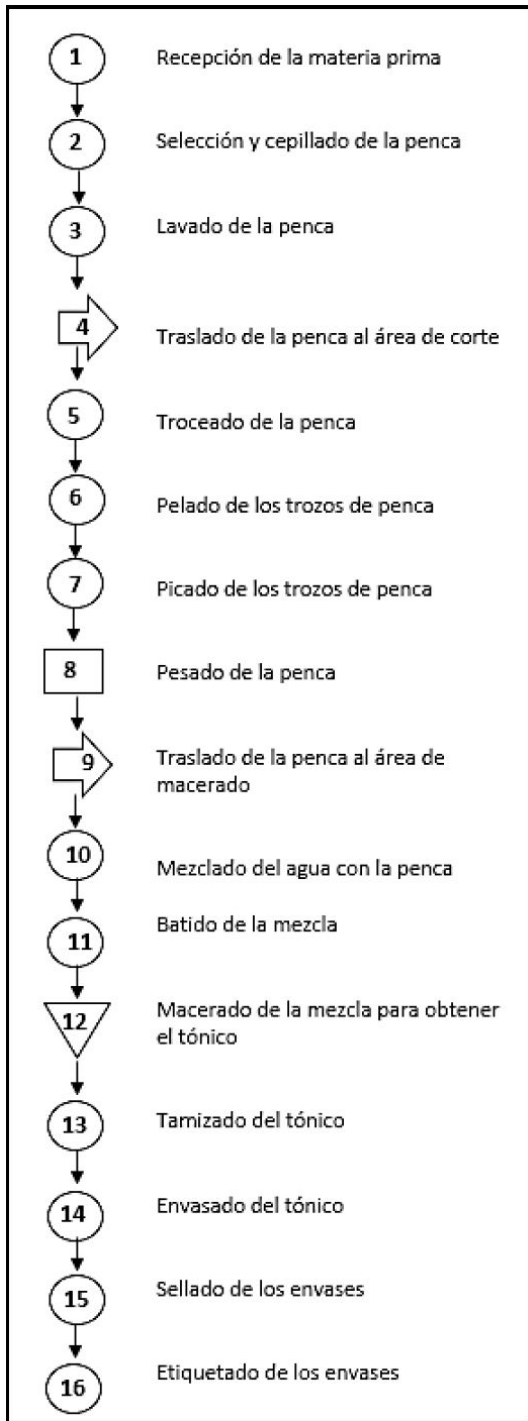 1 Recepción de la materia prima
2 Selección y cepillado de la penca
3 Lavado de la penca
4 Traslado de la penca al área de corte
5 Troceado de la penca
6 Pelado de los trozos de penca
7 Picado de los trozos de penca
8 Pesado de la penca
9 Traslado de la penca al área de
macerado
10 Mezclado del agua con la penca
11 Batido de la mezcla
12 Macerado de la mezcla para obtener
el tónico
13 Tamizado del tónico
14 Envasado del tónico
15 Sellado de los envases
16 Etiquetado de los envases